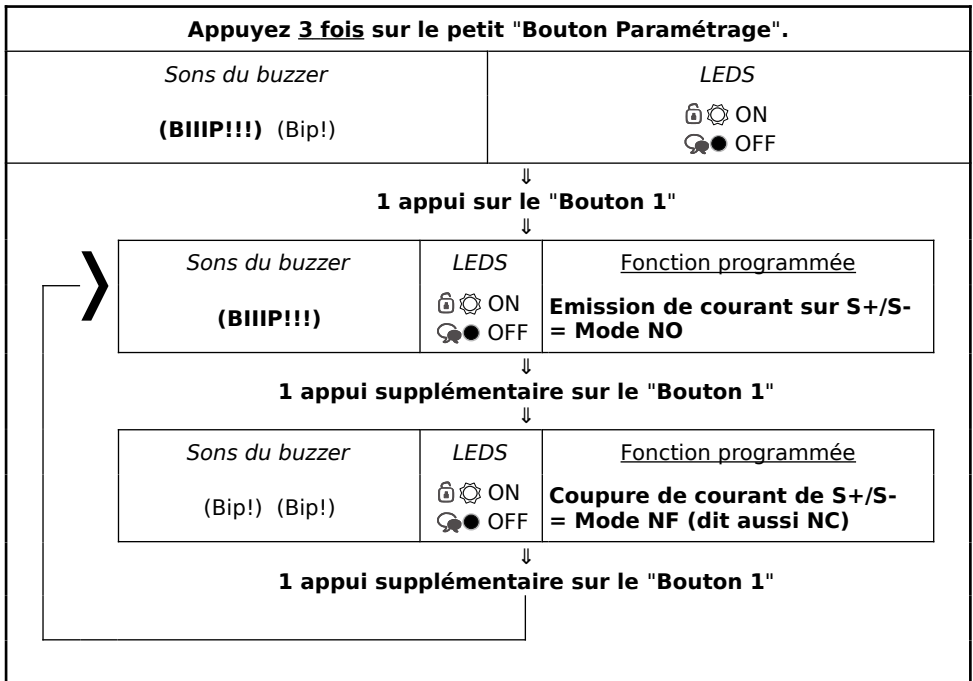 Appuyez 3 fois sur le petit "Bouton Paramétrage".
Sons du buzzer
LEDS
(BIIIP!!!) (Bip!)
ON
OFF
⇓
1 appui sur le "Bouton 1"
⇓
Sons du buzzer
LEDS
Fonction programmée
(BIIIP!!!)
ON
OFF
Emission de courant sur S+/S-
= Mode NO
⇓
1 appui supplémentaire sur le "Bouton 1"
⇓
Sons du buzzer
LEDS
Fonction programmée
(Bip!) (Bip!)
ON
OFF
Coupure de courant de S+/S-
= Mode NF (dit aussi NC)
⇓
1 appui supplémentaire sur le "Bouton 1"